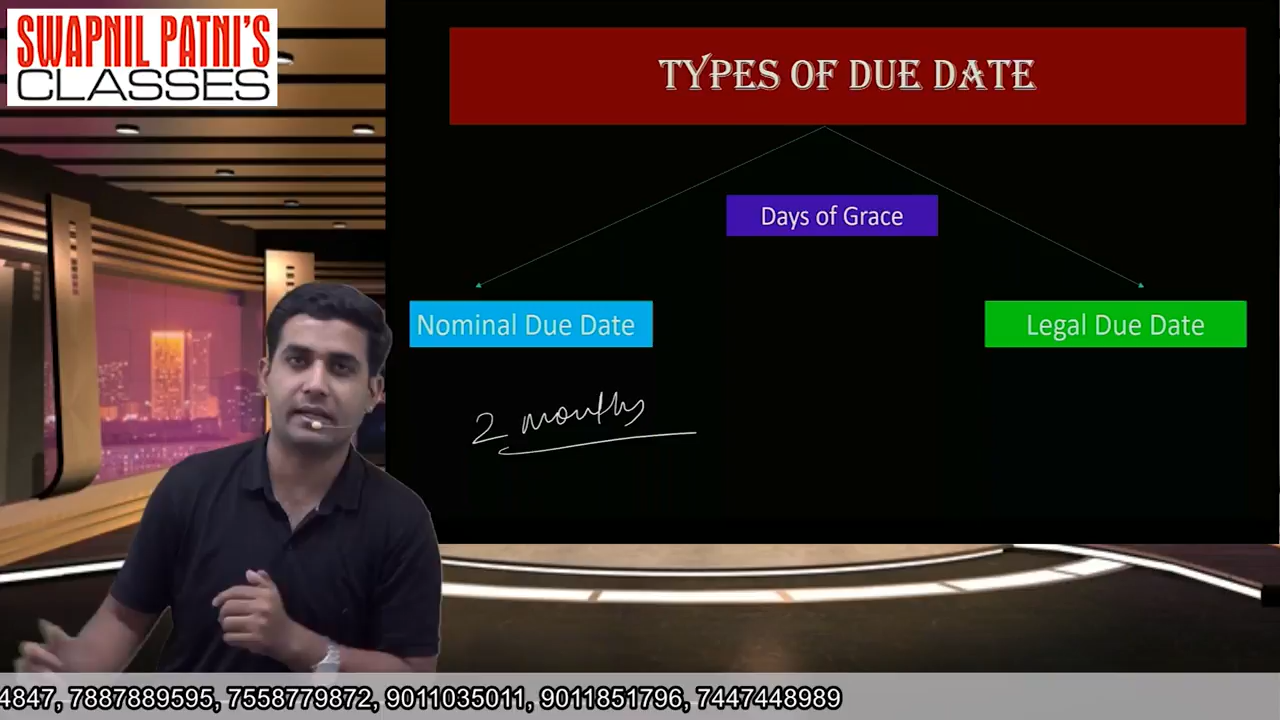 SWAPNIL PATNI'S
CLASSES
TYPES OF DUE DATE
Days of Grace
Nominal Due Date
Legal Due Date
2 months
4847, 7887889595, 7558779872, 9011035011, 9011851796, 7447448989